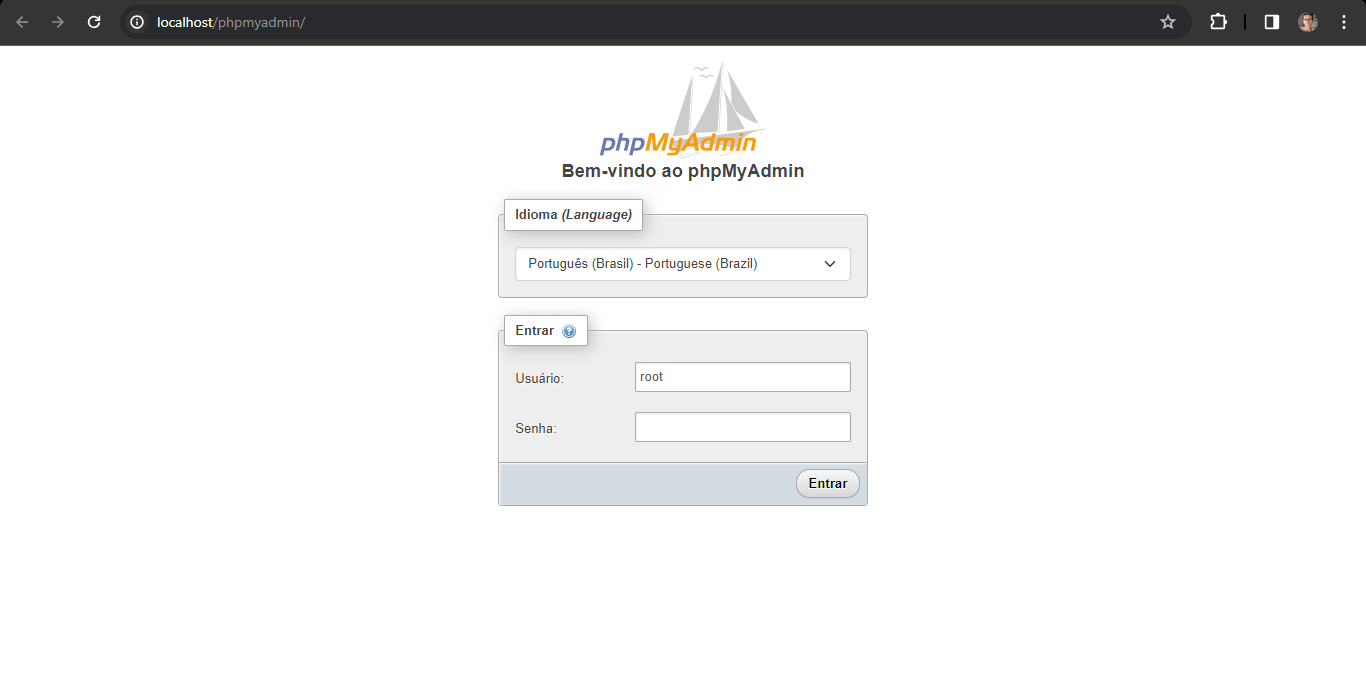 localhost/phpmyadmin/
phpMyAdmin
Bem-vindo ao phpMyAdmin
Idioma (Language)
Português (Brasil) - Portuguese (Brazil)
Entrar
Usuário: root
Senha:
Entrar